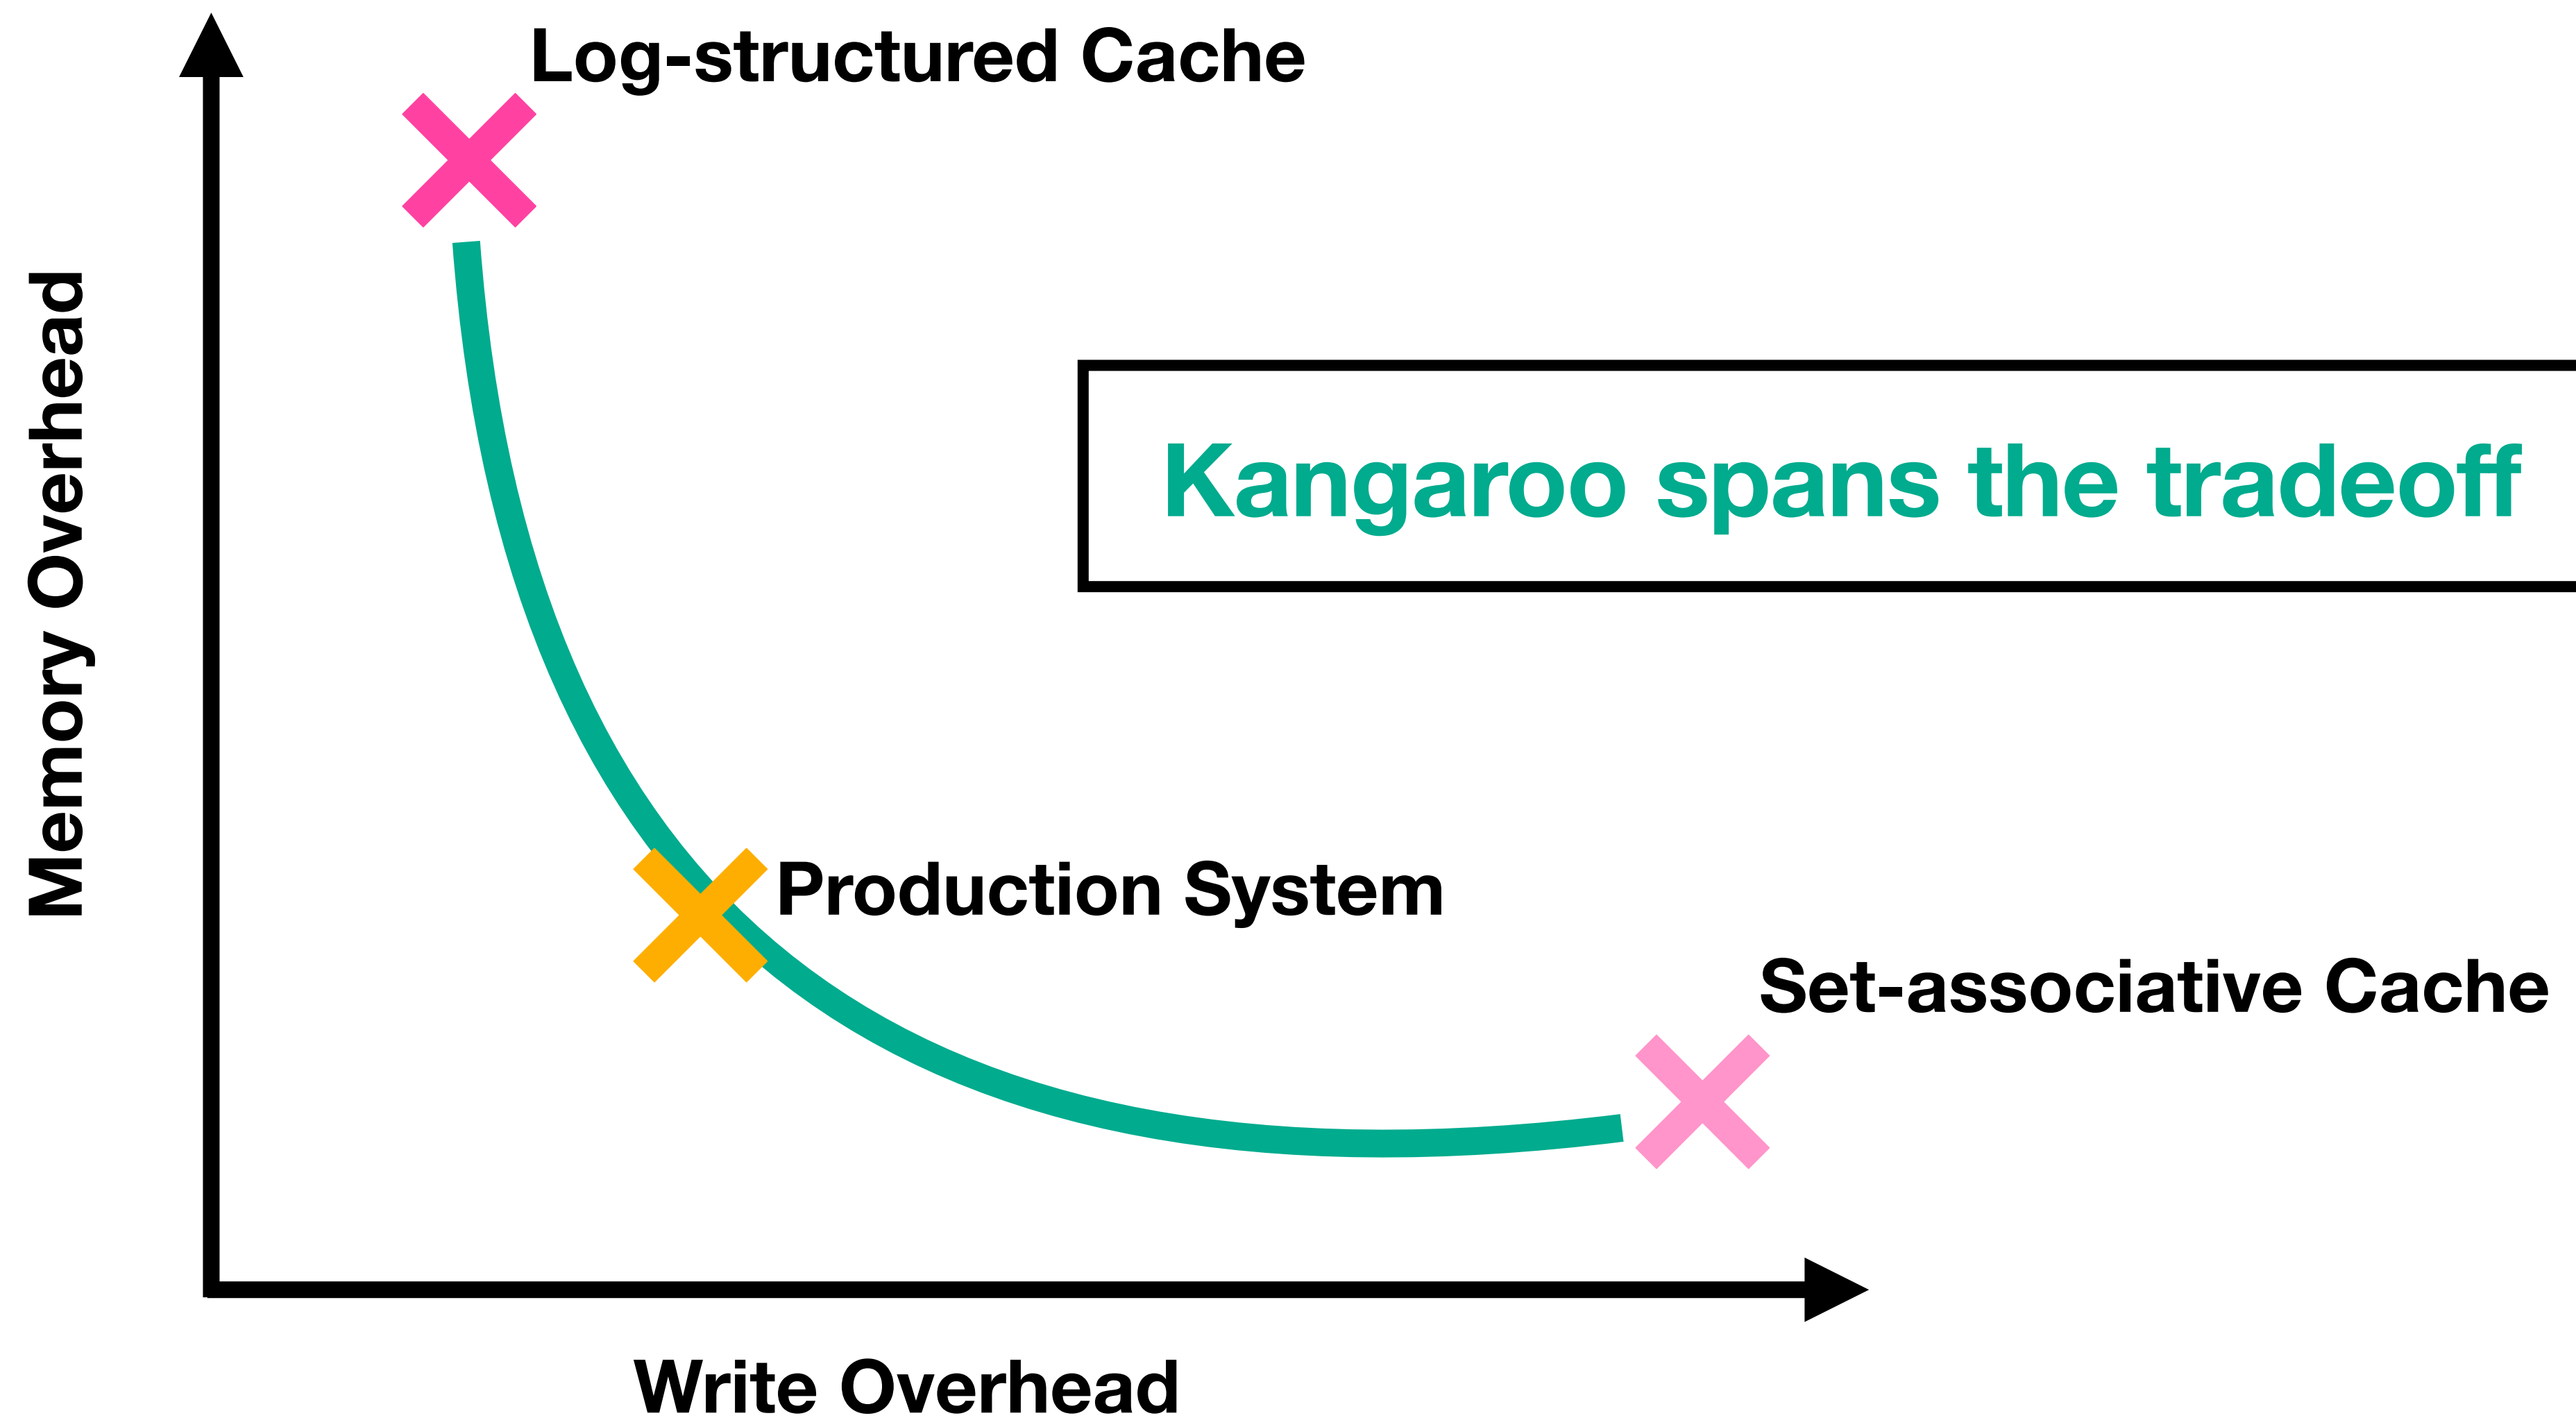 Log-structured Cache
Memory Overhead
Kangaroo spans the tradeoff
Production System
Set-associative Cache
Write Overhead